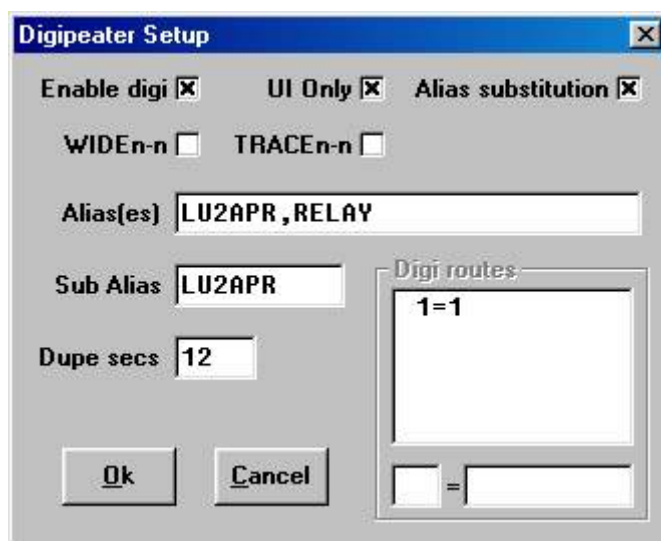 Digipeater Setup
Enable digi UI Only Alias substitution
WIDEn-n TRACEn-n
Alias(es) LU2APR,RELAY
Sub Alias LU2APR
Digi routes
1=1
Dupe secs 12
Ok Cancel
=